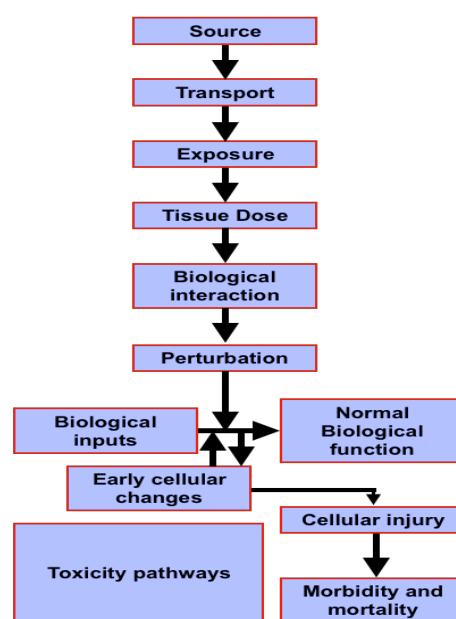 Source
Transport
Exposure
Tissue Dose
Biological
interaction
Perturbation
Biological
inputs
Normal
Biological
function
Early cellular
changes
Cellular injury
Toxicity pathways
Morbidity and
mortality